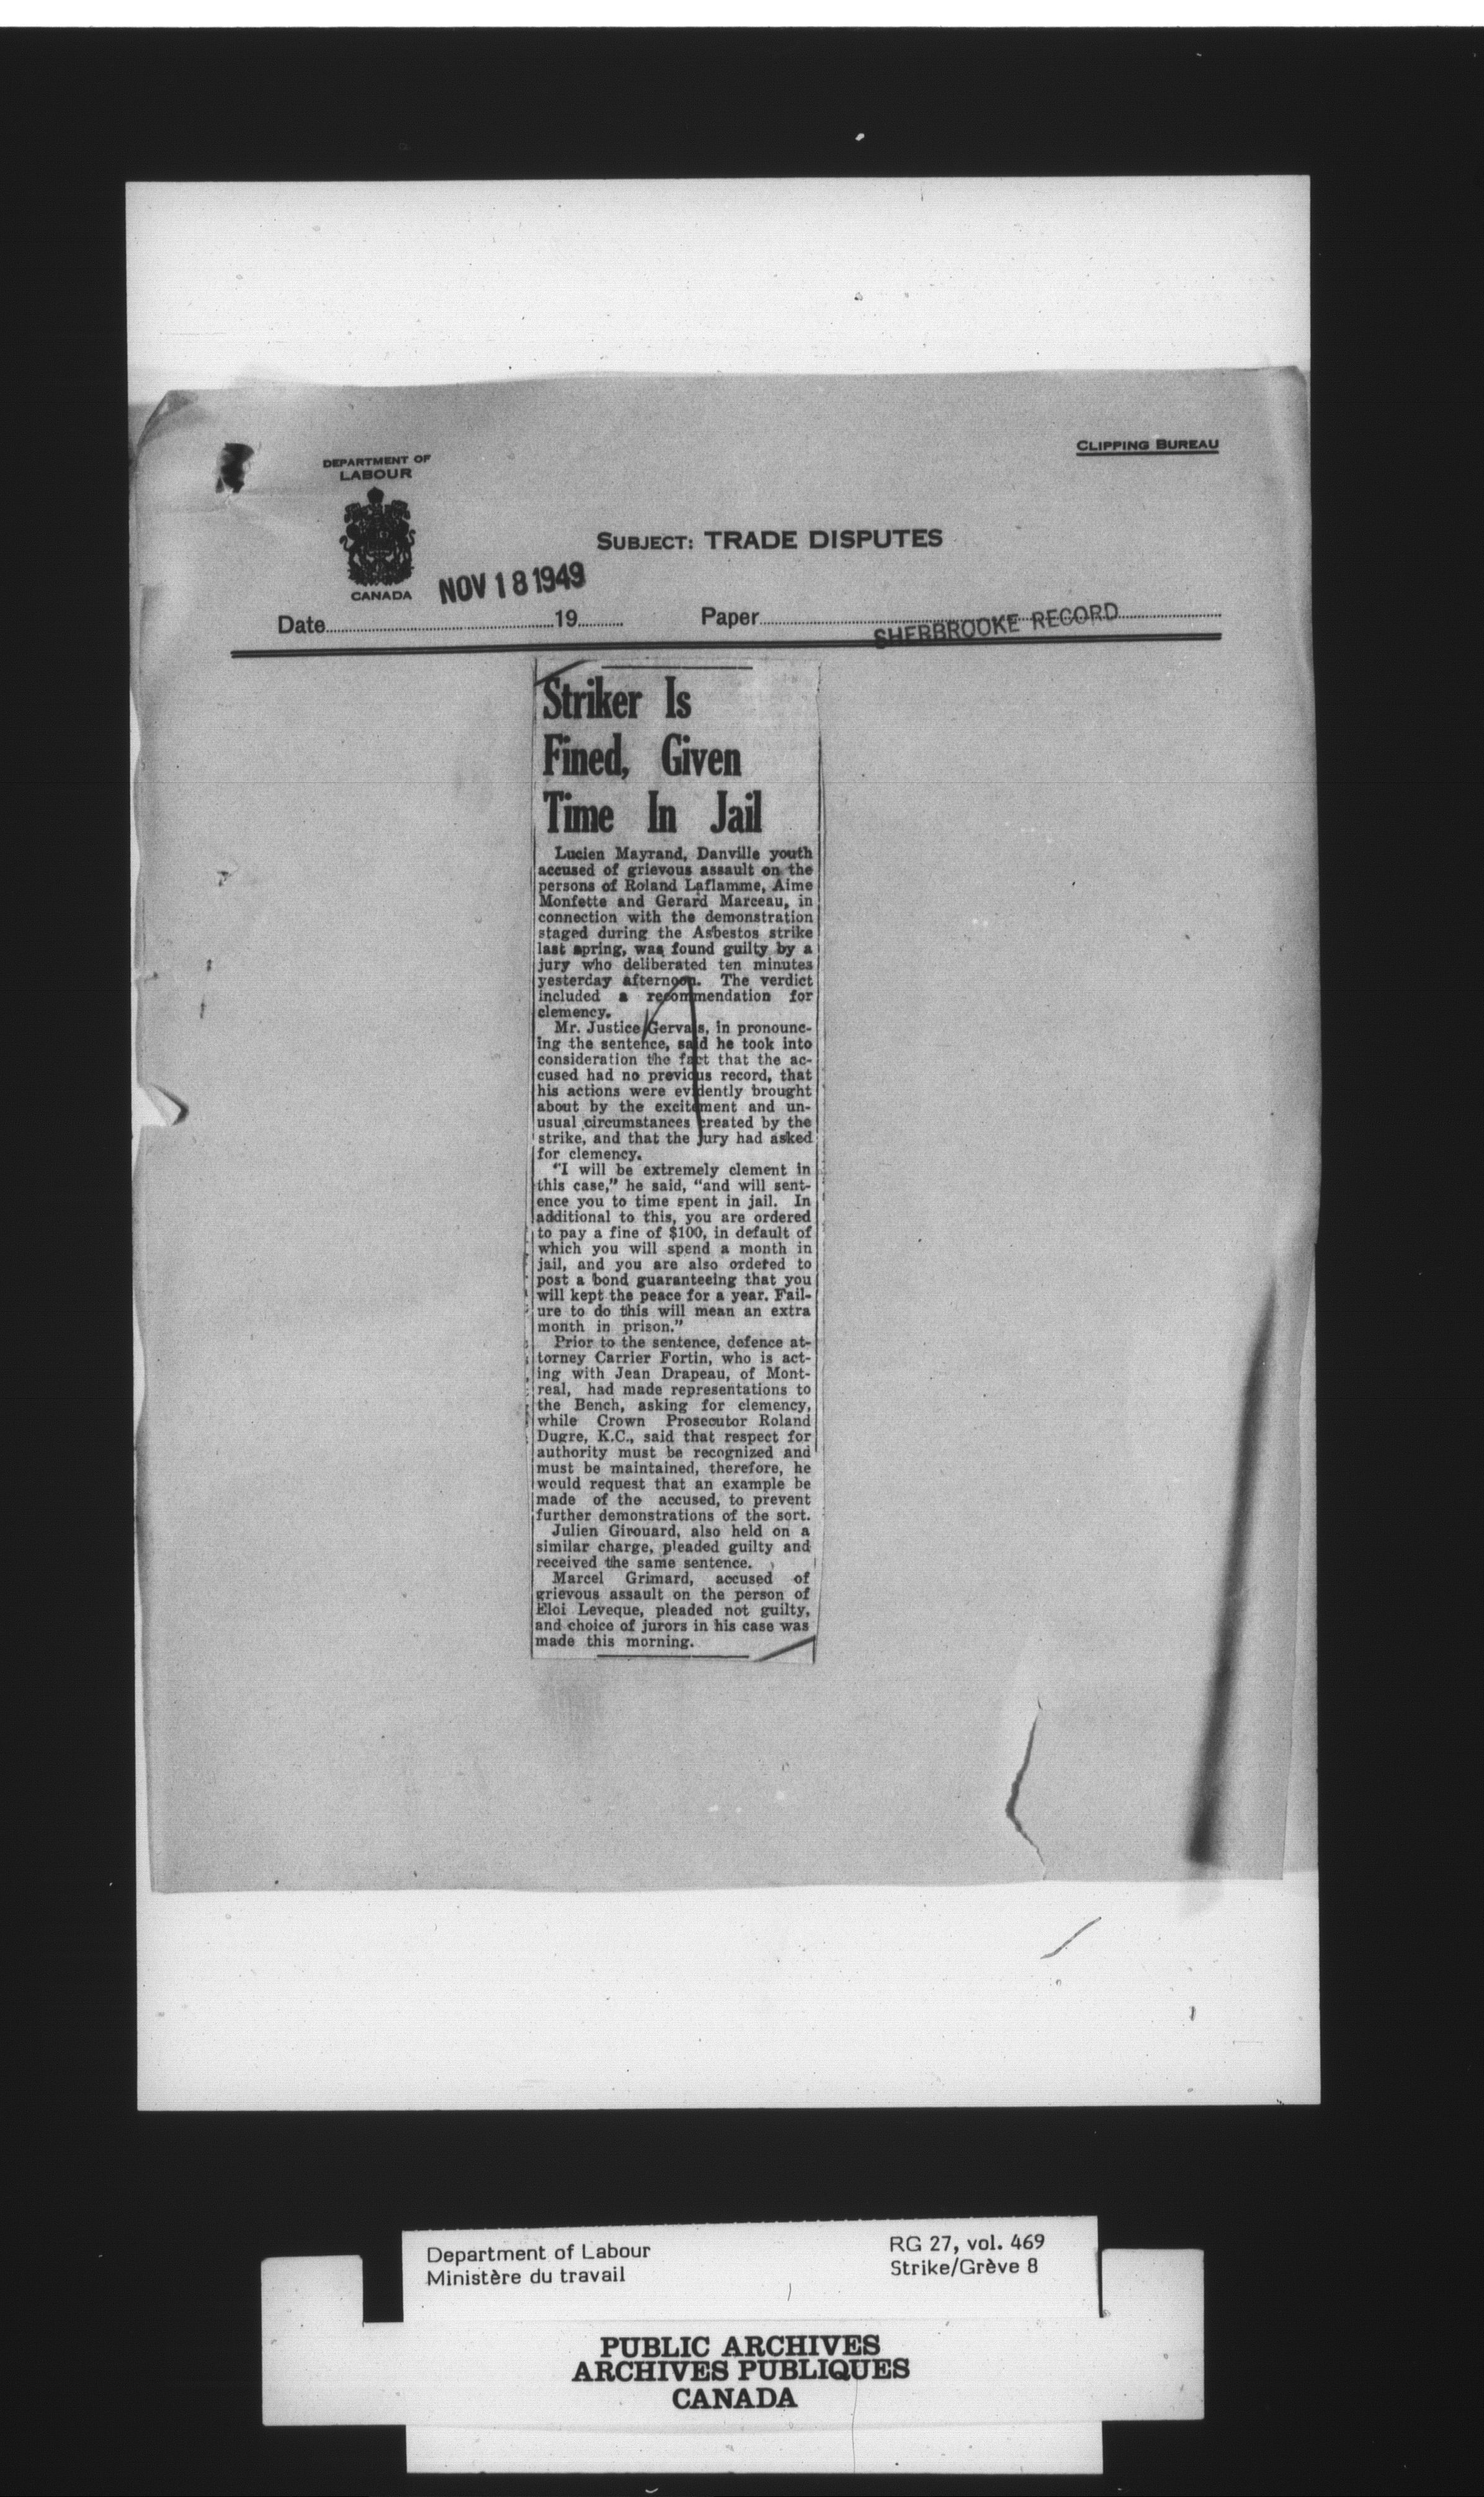 CLIPPING BUREAU
DEPARTMENT OF
LABOUR
CANADA
SUBJECT: TRADE DISPUTES
NOV 18 1949
Date 19 Paper SHERBROOKE RECORD
Striker Is
Fined, Given
Time In Jail
Lucien Mayrand, Danville youth
accused of grievous assault on the
persons of Roland Laflamme, Aime
Monfette and Gerard Marceau, in
connection with the demonstration
staged during the Asbestos strike
last spring, was found guilty by a
jury who deliberated ten minutes
yesterday afternoon. The verdict
included a recommendation for
clemency.
Mr. Justice Gervais, in pronounc-
ing the sentence, said he took into
consideration the fact that the ac-
cused had no previous record, that
his actions were evidently brought
about by the excitement and un-
usual circumstances created by the
strike, and that the jury had asked
for clemency.
"I will be extremely clement in
this case," he said, "and will sent-
ence you to time spent in jail. In
additional to this, you are ordered
to pay a fine of $100, in default of
which you will spend a month in
jail, and you are also ordered to
post a bond guaranteeing that you
will kept the peace for a year. Fail-
ure to do this will mean an extra
month in prison."
Prior to the sentence, defence at-
torney Carrier Fortin, who is act-
ing with Jean Drapeau, of Mont-
real, had made representations to
the Bench, asking for clemency,
while Crown Prosecutor Roland
Dugre, K.C., said that respect for
authority must be recognized and
must be maintained, therefore, he
would request that an example be
made of the accused, to prevent
further demonstrations of the sort.
Julien Girouard, also held on a
similar charge, pleaded guilty and
received the same sentence.
Marcel Grimard, accused of
grievous assault on the person of
Eloi Leveque, pleaded not guilty,
and choice of jurors in his case was
made this morning.
Department of Labour
Ministère du travail
RG 27, vol. 469
Strike/Grève 8
PUBLIC ARCHIVES
ARCHIVES PUBLIQUES
CANADA